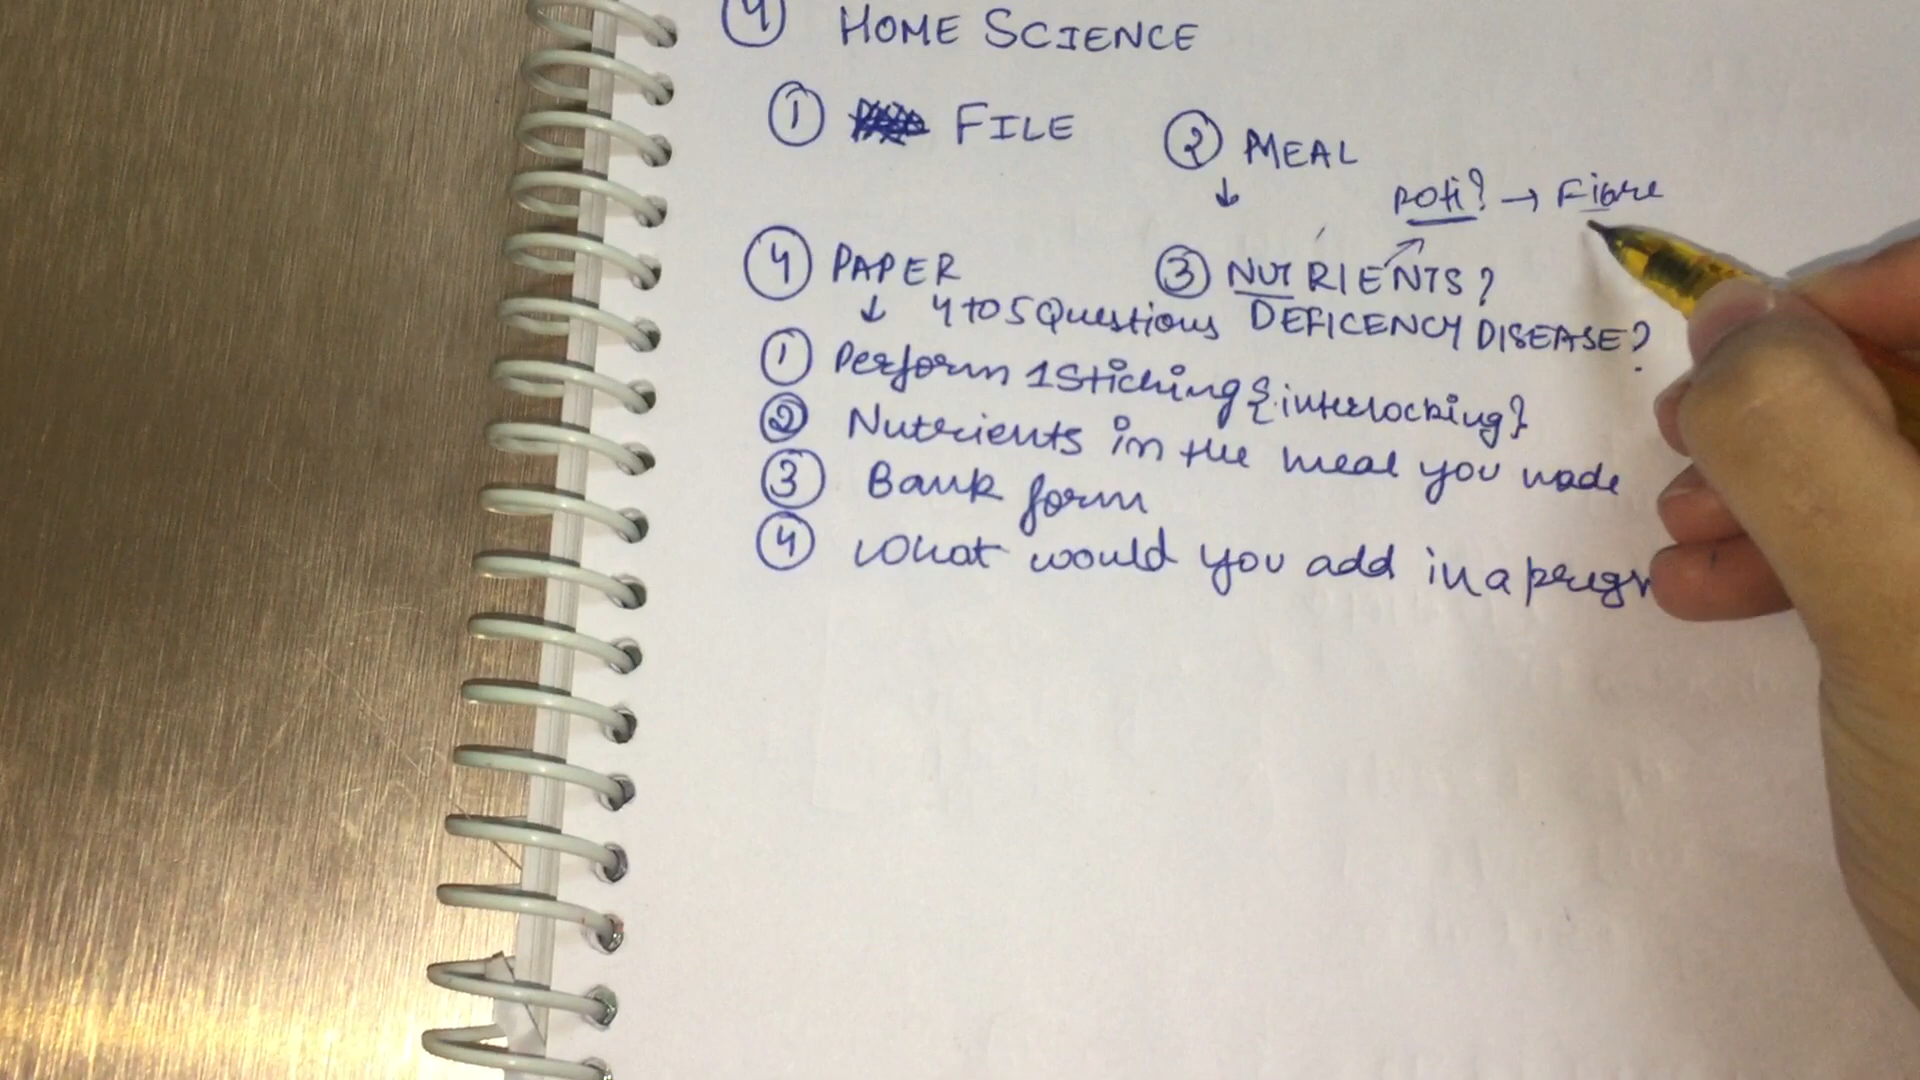 ④ HOME SCIENCE
① FILE
② MEAL
↓
ROti? → Fibre
④ PAPER
③ NUTRIENTS?
↓ 4 to 5 Questions
DEFICENCY DISEASE?
① Perform 1 Stiching {interlocking}
② Nutrients in the meal you made
③ Bank form
④ What would you add in a